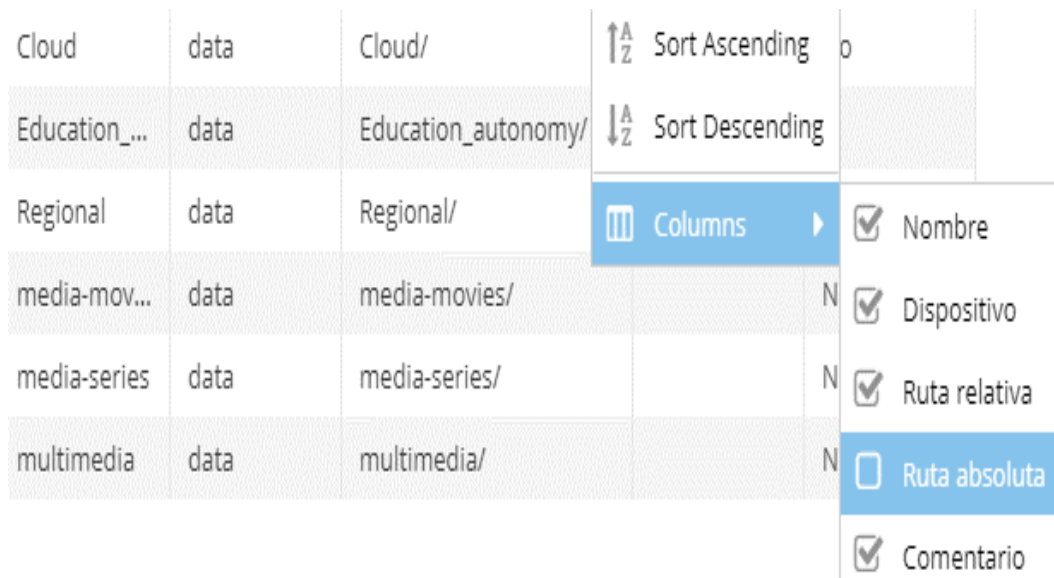 Cloud data Cloud/ Sort Ascending o
Education_... data Education_autonomy/ Sort Descending
Regional data Regional/ Columns Nombre
media-mov... data media-movies/ N Dispositivo
media-series data media-series/ N Ruta relativa
multimedia data multimedia/ N Ruta absoluta
Comentario